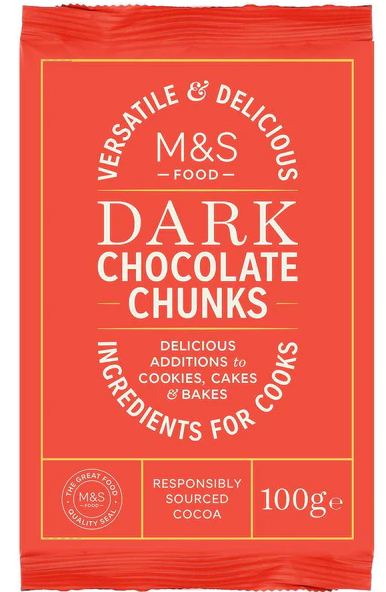 VERSATILE & DELICIOUS
M&S
— FOOD —
DARK
CHOCOLATE
— CHUNKS —
DELICIOUS
ADDITIONS to
COOKIES, CAKES
& BAKES
INGREDIENTS FOR COOKS
• THE GREAT FOOD •
M&S
— FOOD —
QUALITY SEAL
RESPONSIBLY
SOURCED
COCOA
100g℮